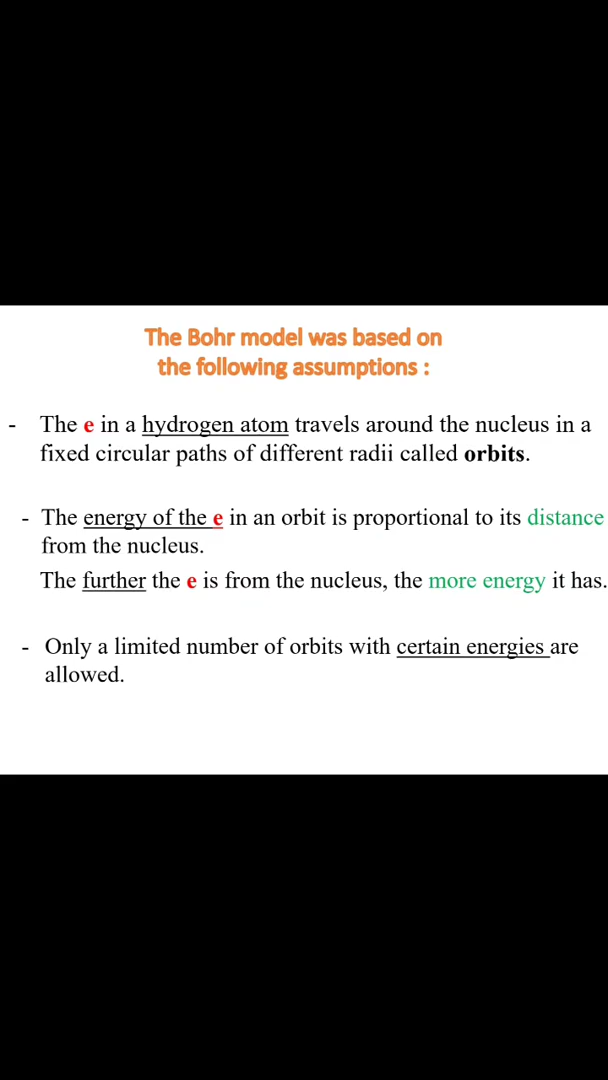 The Bohr model was based on
the following assumptions :
- The e in a hydrogen atom travels around the nucleus in a
fixed circular paths of different radii called orbits.
- The energy of the e in an orbit is proportional to its distance
from the nucleus.
The further the e is from the nucleus, the more energy it has.
- Only a limited number of orbits with certain energies are
allowed.